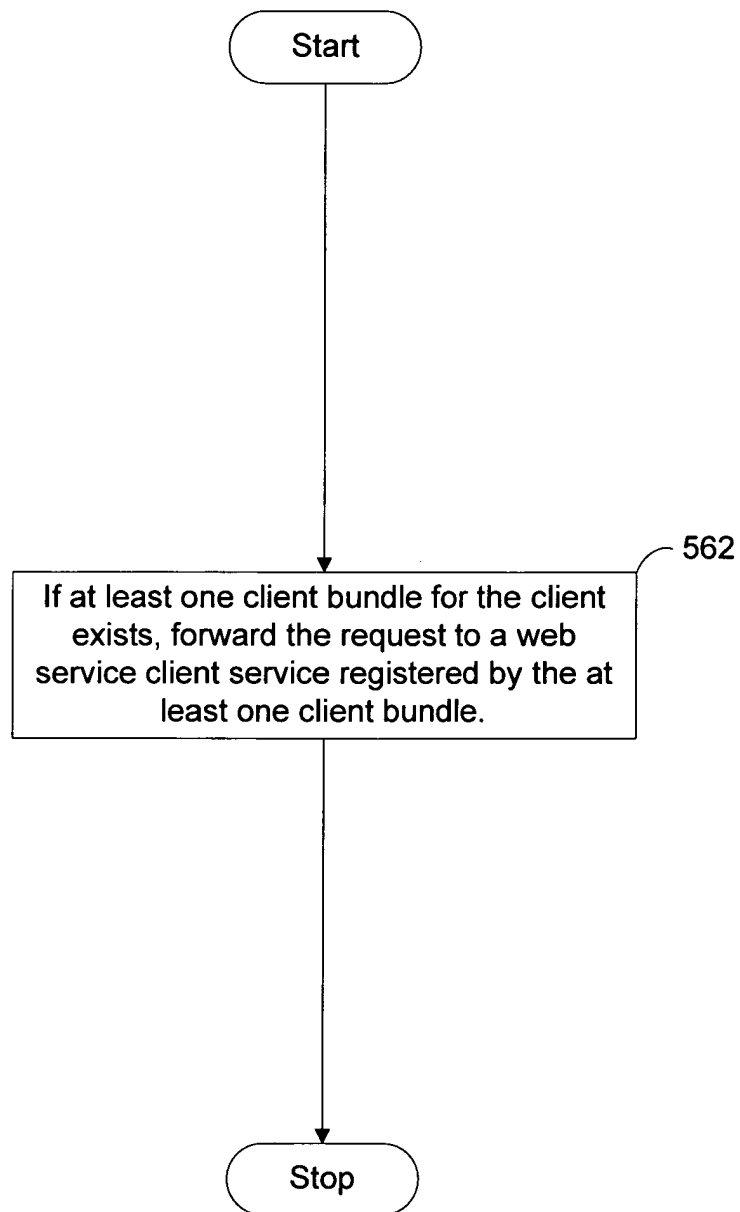 Start
562
If at least one client bundle for the client
exists, forward the request to a web
service client service registered by the at
least one client bundle.
Stop